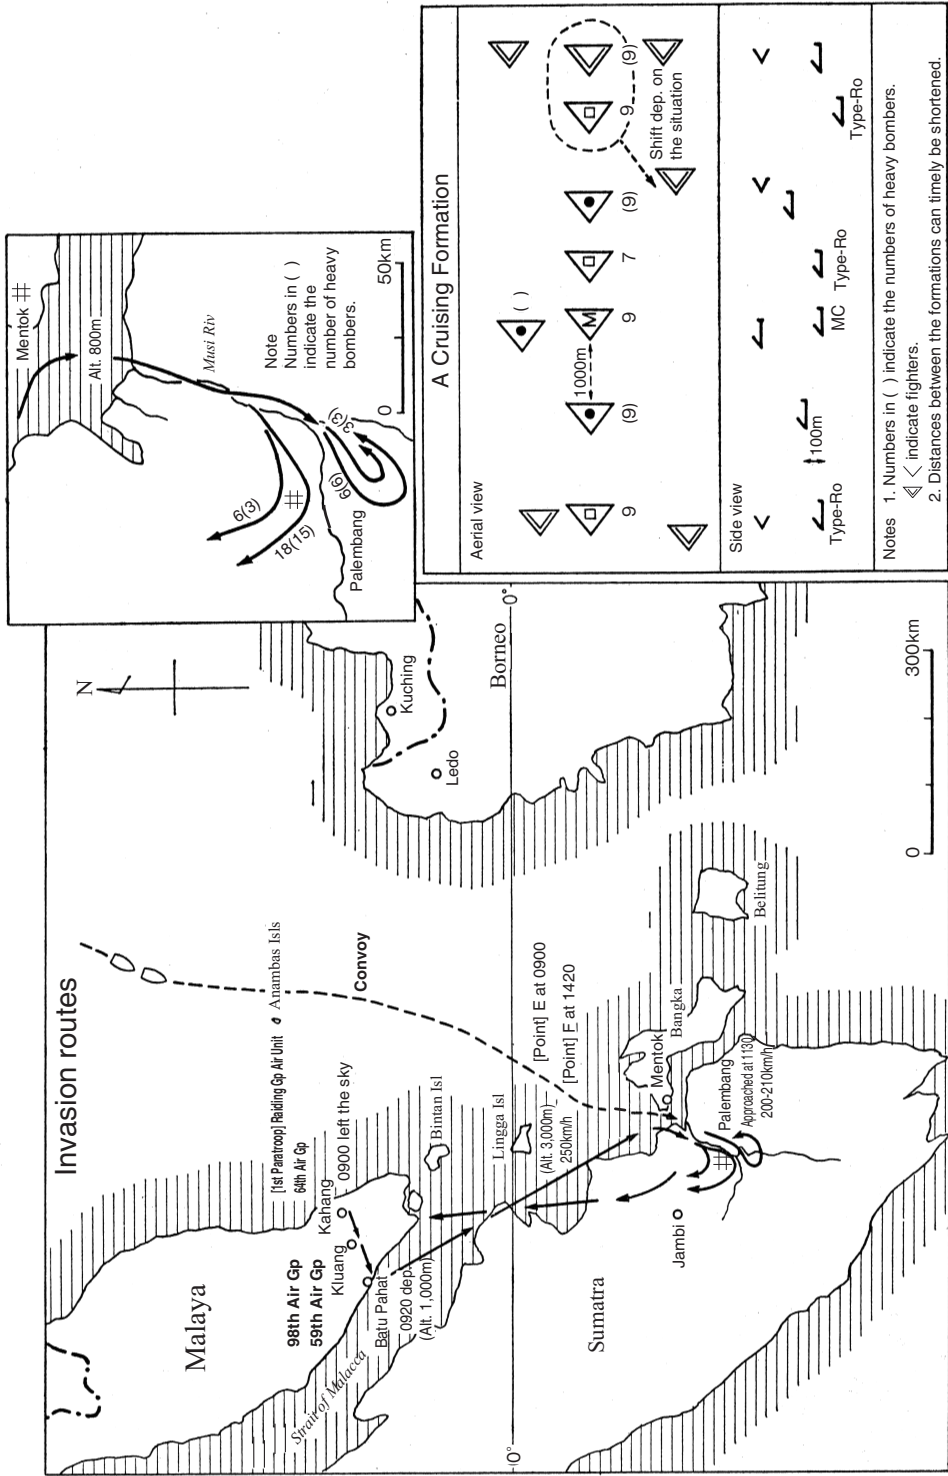 Invasion routes
N
Malaya
[1st Paratroop] Raiding Gp Air Unit
64th Air Gp
Anambas Isls
Kahang
0900 left the sky
98th Air Gp
59th Air Gp
Kluang
Batu Pahat
0920 dep.
(Alt. 1,000m)
Strait of Malacca
Convoy
Bintan Isl
Lingga Isl
Kuching
Ledo
Borneo
0°
0°
(Alt. 3,000m)
250km/h
[Point] E at 0900
[Point] F at 1420
Sumatra
Jambi
Mentok
Bangka
Palembang
Approached at 1130
200-210km/h
Belitung
0
300km
Mentok
Alt. 800m
Musi Riv
Note
Numbers in ( )
indicate the
number of heavy
bombers.
6(3)
18(15)
6(6)
3(3)
Palembang
0
50km
A Cruising Formation
Aerial view
( )
M
1000m
9
(9)
9
7
(9)
9
(9)
Shift dep. on
the situation
Side view
100m
Type-Ro
MC
Type-Ro
Type-Ro
Notes 1. Numbers in ( ) indicate the numbers of heavy bombers.
< indicate fighters.
2. Distances between the formations can timely be shortened.